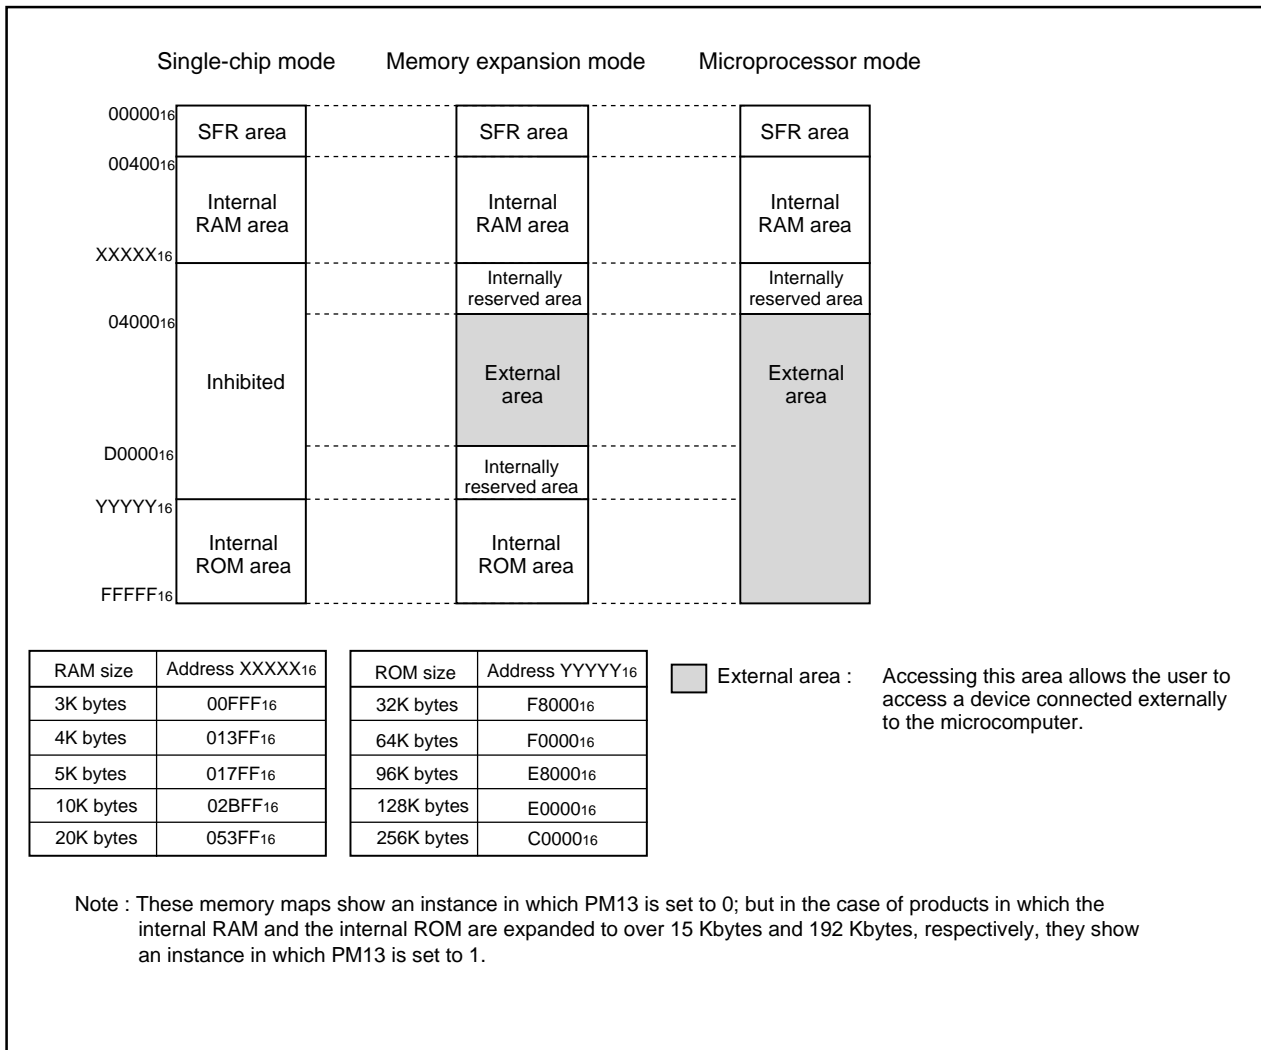 Single-chip mode Memory expansion mode Microprocessor mode
00000₁₆
SFR area SFR area SFR area
00400₁₆
Internal RAM area
Internal RAM area
Internal RAM area
XXXXX₁₆
Internally reserved area
Internally reserved area
04000₁₆
Inhibited
External area
External area
D0000₁₆
Internally reserved area
YYYYY₁₆
Internal ROM area
Internal ROM area
FFFFF₁₆
RAM size Address XXXXX₁₆
3K bytes 00FFF₁₆
4K bytes 013FF₁₆
5K bytes 017FF₁₆
10K bytes 02BFF₁₆
20K bytes 053FF₁₆
ROM size Address YYYYY₁₆
32K bytes F8000₁₆
64K bytes F0000₁₆
96K bytes E8000₁₆
128K bytes E0000₁₆
256K bytes C0000₁₆
External area : Accessing this area allows the user to
access a device connected externally
to the microcomputer.
Note : These memory maps show an instance in which PM13 is set to 0; but in the case of products in which the
internal RAM and the internal ROM are expanded to over 15 Kbytes and 192 Kbytes, respectively, they show
an instance in which PM13 is set to 1.